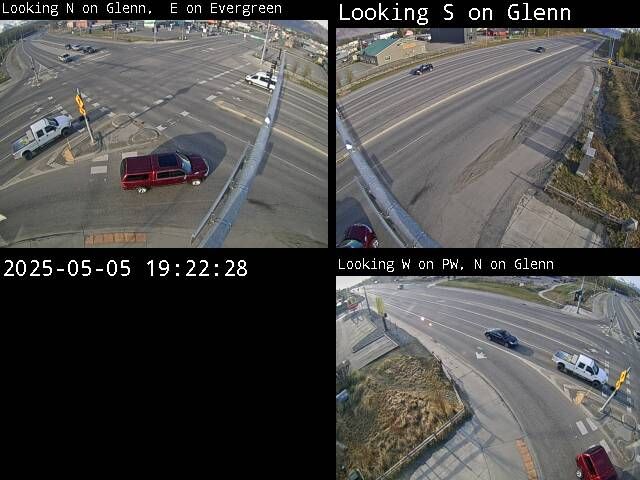 Looking N on Glenn,  E on Evergreen
Looking S on Glenn
2025-05-05 19:22:28
Looking W on PW, N on Glenn